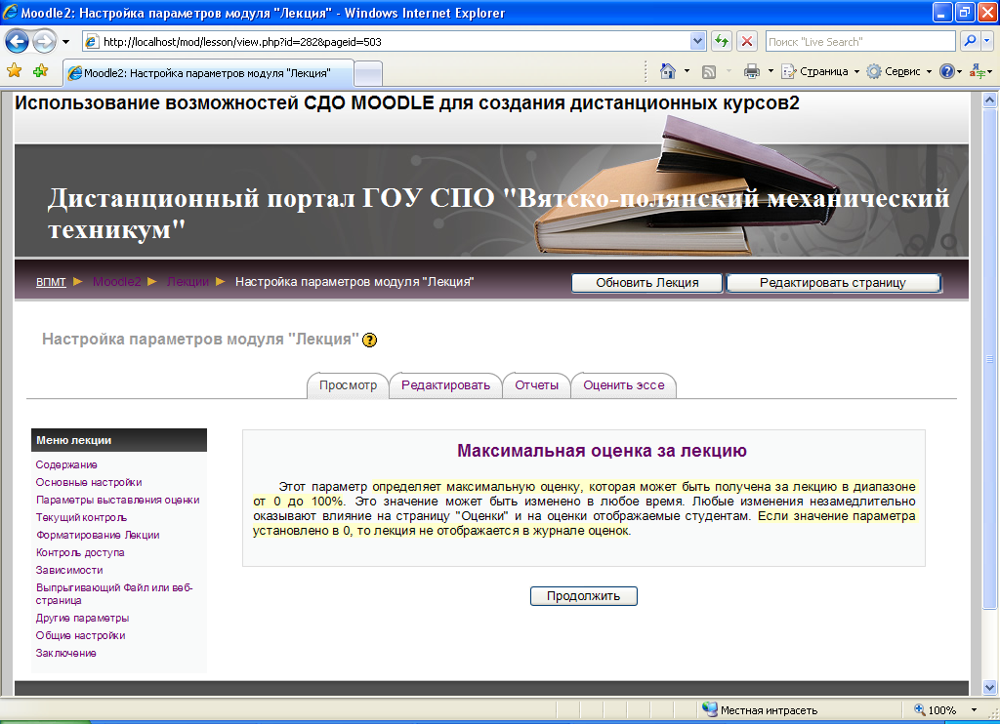 Moodle2: Настройка параметров модуля "Лекция" - Windows Internet Explorer
http://localhost/mod/lesson/view.php?id=282&pageid=503
Поиск "Live Search"
Moodle2: Настройка параметров модуля "Лекция"
Страница
Сервис
Использование возможностей СДО MOODLE для создания дистанционных курсов2
Дистанционный портал ГОУ СПО "Вятско-полянский механический
техникум"
ВПМТ Moodle2 Лекции Настройка параметров модуля "Лекция"
Обновить Лекция
Редактировать страницу
Настройка параметров модуля "Лекция" ?
Просмотр
Редактировать
Отчеты
Оценить эссе
Меню лекции
Содержание
Основные настройки
Параметры выставления оценки
Текущий контроль
Форматирование Лекции
Контроль доступа
Зависимости
Выпрыгивающий Файл или веб-
страница
Другие параметры
Общие настройки
Заключение
Максимальная оценка за лекцию
Этот параметр определяет максимальную оценку, которая может быть получена за лекцию в диапазоне
от 0 до 100%. Это значение может быть изменено в любое время. Любые изменения незамедлительно
оказывают влияние на страницу "Оценки" и на оценки отображаемые студентам. Если значение параметра
установлено в 0, то лекция не отображается в журнале оценок.
Продолжить
Местная интрасеть
100%